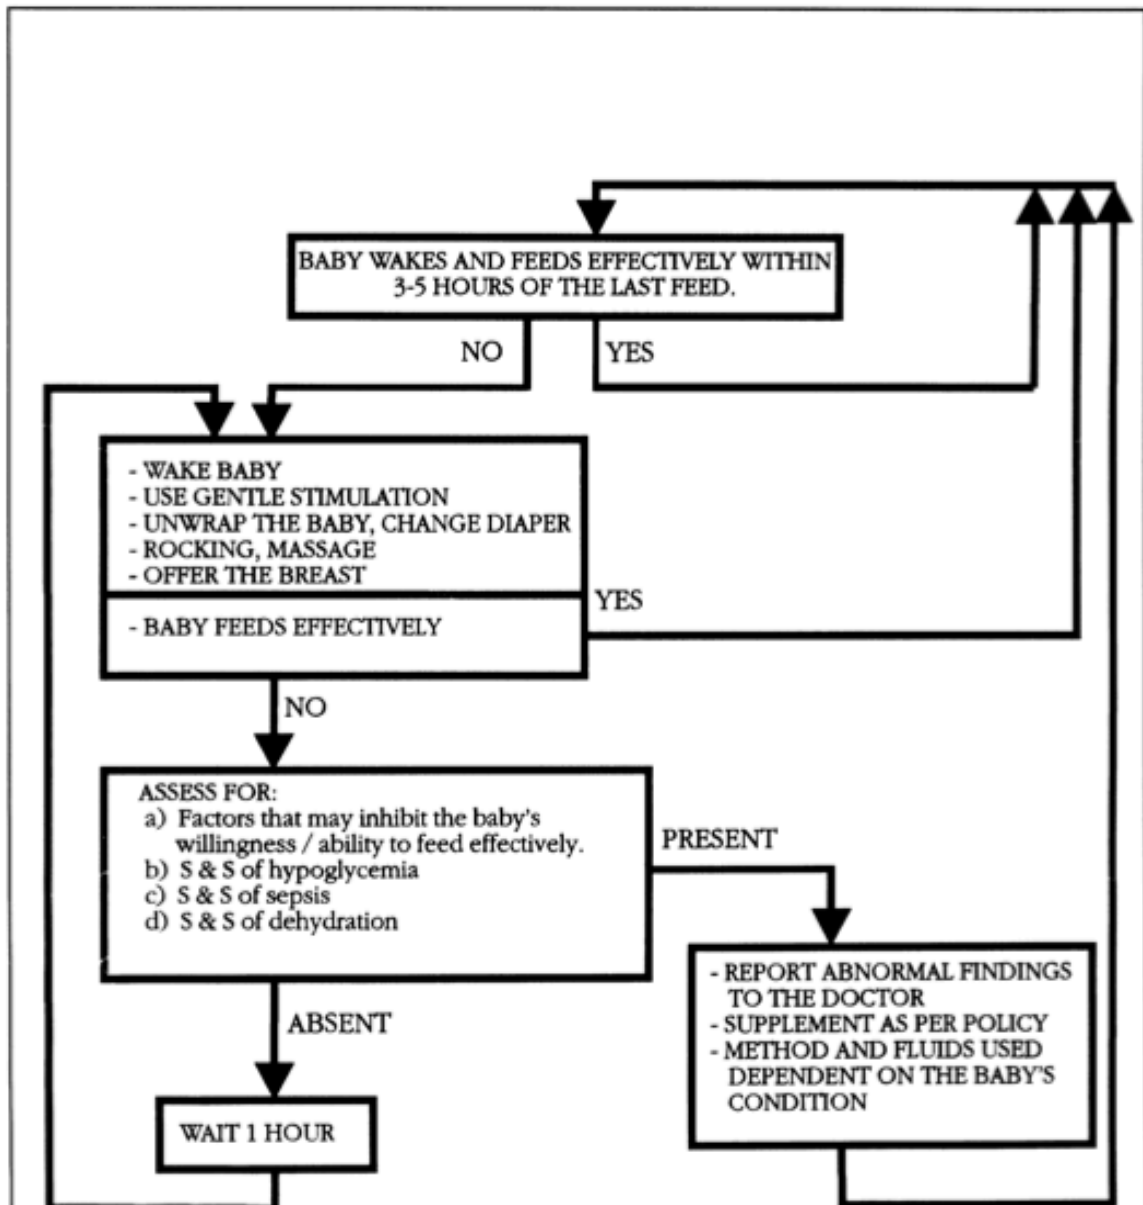 BABY WAKES AND FEEDS EFFECTIVELY WITHIN
3-5 HOURS OF THE LAST FEED.
NO
YES
- WAKE BABY
- USE GENTLE STIMULATION
- UNWRAP THE BABY, CHANGE DIAPER
- ROCKING, MASSAGE
- OFFER THE BREAST
YES
- BABY FEEDS EFFECTIVELY
NO
ASSESS FOR:
a) Factors that may inhibit the baby's
willingness / ability to feed effectively.
b) S & S of hypoglycemia
c) S & S of sepsis
d) S & S of dehydration
PRESENT
- REPORT ABNORMAL FINDINGS
TO THE DOCTOR
- SUPPLEMENT AS PER POLICY
- METHOD AND FLUIDS USED
DEPENDENT ON THE BABY'S
CONDITION
ABSENT
WAIT 1 HOUR